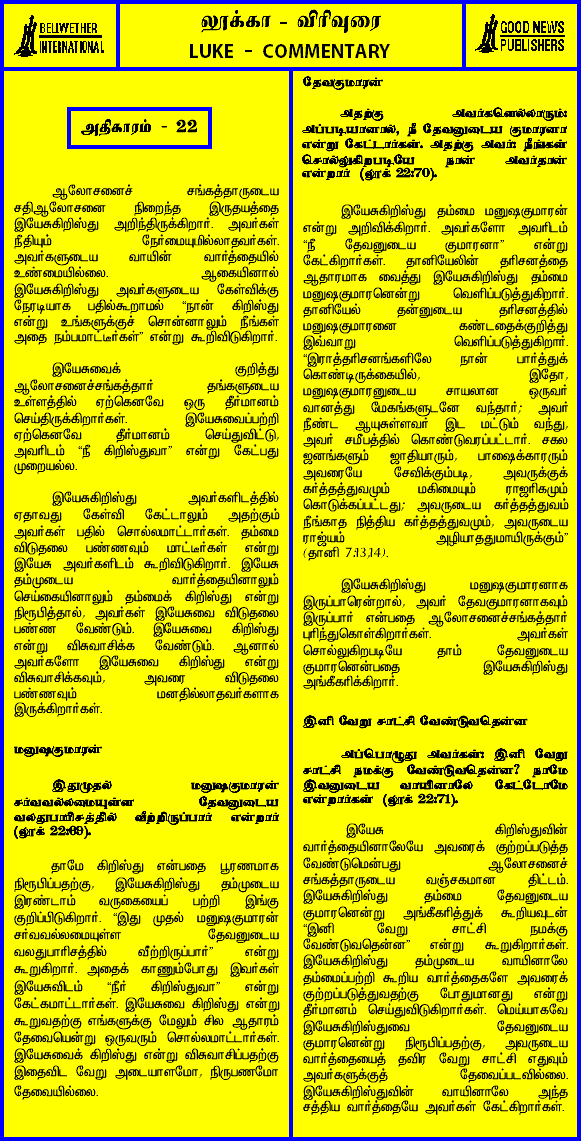 BELWETHER
INTERNATIONAL
லூக்கா - விரிவுரை
LUKE - COMMENTARY
GOOD NEWS
PUBLISHERS
அதிகாரம் - 22
ஆலோசனைச் சங்கத்தாருடைய
சதிஆலோசனை நிறைந்த இருதயத்தை
இயேசுகிறிஸ்து அறிந்திருக்கிறார். அவர்கள்
நீதியும் நேர்மையுமில்லாதவர்கள்.
அவர்களுடைய வாயின் வார்த்தையில்
உண்மையில்லை. ஆகையினால்
இயேசுகிறிஸ்து அவர்களுடைய கேள்விக்கு
நேரடியாக பதில்கூறாமல் “நான் கிறிஸ்து
என்று உங்களுக்குச் சொன்னாலும் நீங்கள்
அதை நம்பமாட்டீர்கள்” என்று கூறிவிடுகிறார்.
இயேசுவைக் குறித்து
ஆலோசனைச்சங்கத்தார் தங்களுடைய
உள்ளத்தில் ஏற்கெனவே ஒரு தீர்மானம்
செய்திருக்கிறார்கள். இயேசுவைப்பற்றி
ஏற்கெனவே தீர்மானம் செய்துவிட்டு,
அவரிடம் “நீ கிறிஸ்துவா” என்று கேட்பது
முறையல்ல.
இயேசுகிறிஸ்து அவர்களிடத்தில்
ஏதாவது கேள்வி கேட்டாலும் அதற்கும்
அவர்கள் பதில் சொல்லமாட்டார்கள். தம்மை
விடுதலை பண்ணவும் மாட்டீர்கள் என்று
இயேசு அவர்களிடம் கூறிவிடுகிறார். இயேசு
தம்முடைய வார்த்தையினாலும்
செய்கையினாலும் தம்மைக் கிறிஸ்து என்று
நிரூபித்தால், அவர்கள் இயேசுவை விடுதலை
பண்ண வேண்டும். இயேசுவை கிறிஸ்து
என்று விசுவாசிக்க வேண்டும். ஆனால்
அவர்களோ இயேசுவை கிறிஸ்து என்று
விசுவாசிக்கவும், அவரை விடுதலை
பண்ணவும் மனதில்லாதவர்களாக
இருக்கிறார்கள்.
மனுஷகுமாரன்
இதுமுதல் மனுஷகுமாரன்
சர்வவல்லமையுள்ள தேவனுடைய
வலதுபாரிசத்தில் வீற்றிருப்பார் என்றார்
(லூக் 22:69).
தாமே கிறிஸ்து என்பதை பூரணமாக
நிரூபிப்பதற்கு, இயேசுகிறிஸ்து தம்முடைய
இரண்டாம் வருகையைப் பற்றி இங்கு
குறிப்பிடுகிறார். “இது முதல் மனுஷகுமாரன்
சர்வவல்லமையுள்ள தேவனுடைய
வலதுபாரிசத்தில் வீற்றிருப்பார்” என்று
கூறுகிறார். அதைக் காணும்போது இவர்கள்
இயேசுவிடம் “நீர் கிறிஸ்துவா” என்று
கேட்கமாட்டார்கள். இயேசுவை கிறிஸ்து என்று
கூறுவதற்கு எங்களுக்கு மேலும் சில ஆதாரம்
தேவையென்று ஒருவரும் சொல்லமாட்டார்கள்.
இயேசுவைக் கிறிஸ்து என்று விசுவாசிப்பதற்கு
இதைவிட வேறு அடையாளமோ, நிருபணமோ
தேவையில்லை.
தேவகுமாரன்
அதற்கு அவர்களெல்லாரும்:
அப்படியானால், நீ தேவனுடைய குமாரனா
என்று கேட்டார்கள். அதற்கு அவர்: நீங்கள்
சொல்லுகிறபடியே நான் அவர்தான்
என்றார் (லூக் 22:70).
இயேசுகிறிஸ்து தம்மை மனுஷகுமாரன்
என்று அறிவிக்கிறார். அவர்களோ அவரிடம்
“நீ தேவனுடைய குமாரனா” என்று
கேட்கிறார்கள். தானியேலின் தரிசனத்தை
ஆதாரமாக வைத்து இயேசுகிறிஸ்து தம்மை
மனுஷகுமாரனென்று வெளிப்படுத்துகிறார்.
தானியேல் தன்னுடைய தரிசனத்தில்
மனுஷகுமாரனை கண்டதைக்குறித்து
இவ்வாறு வெளிப்படுத்துகிறார்.
“இராத்தரிசனங்களிலே நான் பார்த்துக்
கொண்டிருக்கையில், இதோ,
மனுஷகுமாரனுடைய சாயலான ஒருவர்
வானத்து மேகங்களுடனே வந்தார்; அவர்
நீண்ட ஆயுசுள்ளவர் இட மட்டும் வந்து,
அவர் சமீபத்தில் கொண்டுவரப்பட்டார். சகல
ஜனங்களும் ஜாதியாரும், பாஷைக்காரரும்
அவரையே சேவிக்கும்படி, அவருக்குக்
கர்த்தத்துவமும் மகிமையும் ராஜரிகமும்
கொடுக்கப்பட்டது; அவருடைய கர்த்தத்துவம்
நீங்காத நித்திய கர்த்தத்துவமும், அவருடைய
ராஜ்யம் அழியாததுமாயிருக்கும்”
(தானி 7:13,14).
இயேசுகிறிஸ்து மனுஷகுமாரனாக
இருப்பாரென்றால், அவர் தேவகுமாரனாகவும்
இருப்பார் என்பதை ஆலோசனைச்சங்கத்தார்
புரிந்துகொள்கிறார்கள். அவர்கள்
சொல்லுகிறபடியே தாம் தேவனுடைய
குமாரனென்பதை இயேசுகிறிஸ்து
அங்கீகரிக்கிறார்.
இனி வேறு சாட்சி வேண்டுவதென்ன
அப்பொழுது அவர்கள்: இனி வேறு
சாட்சி நமக்கு வேண்டுவதென்ன? நாமே
இவனுடைய வாயினாலே கேட்டோமே
என்றார்கள் (லூக் 22:71).
இயேசு கிறிஸ்துவின்
வார்த்தையினாலேயே அவரைக் குற்றப்படுத்த
வேண்டுமென்பது ஆலோசனைச்
சங்கத்தாருடைய வஞ்சகமான திட்டம்.
இயேசுகிறிஸ்து தம்மை தேவனுடைய
குமாரனென்று அங்கீகரித்துக் கூறியவுடன்
“இனி வேறு சாட்சி நமக்கு
வேண்டுவதென்ன” என்று கூறுகிறார்கள்.
இயேசுகிறிஸ்து தம்முடைய வாயினாலே
தம்மைப்பற்றி கூறிய வார்த்தைகளே அவரைக்
குற்றப்படுத்துவதற்கு போதுமானது என்று
தீர்மானம் செய்துவிடுகிறார்கள். மெய்யாகவே
இயேசுகிறிஸ்துவை தேவனுடைய
குமாரனென்று நிரூபிப்பதற்கு, அவருடைய
வார்த்தையைத் தவிர வேறு சாட்சி எதுவும்
அவர்களுக்குத் தேவைப்படவில்லை.
இயேசுகிறிஸ்துவின் வாயினாலே அந்த
சத்திய வார்த்தையே அவர்கள் கேட்கிறார்கள்.